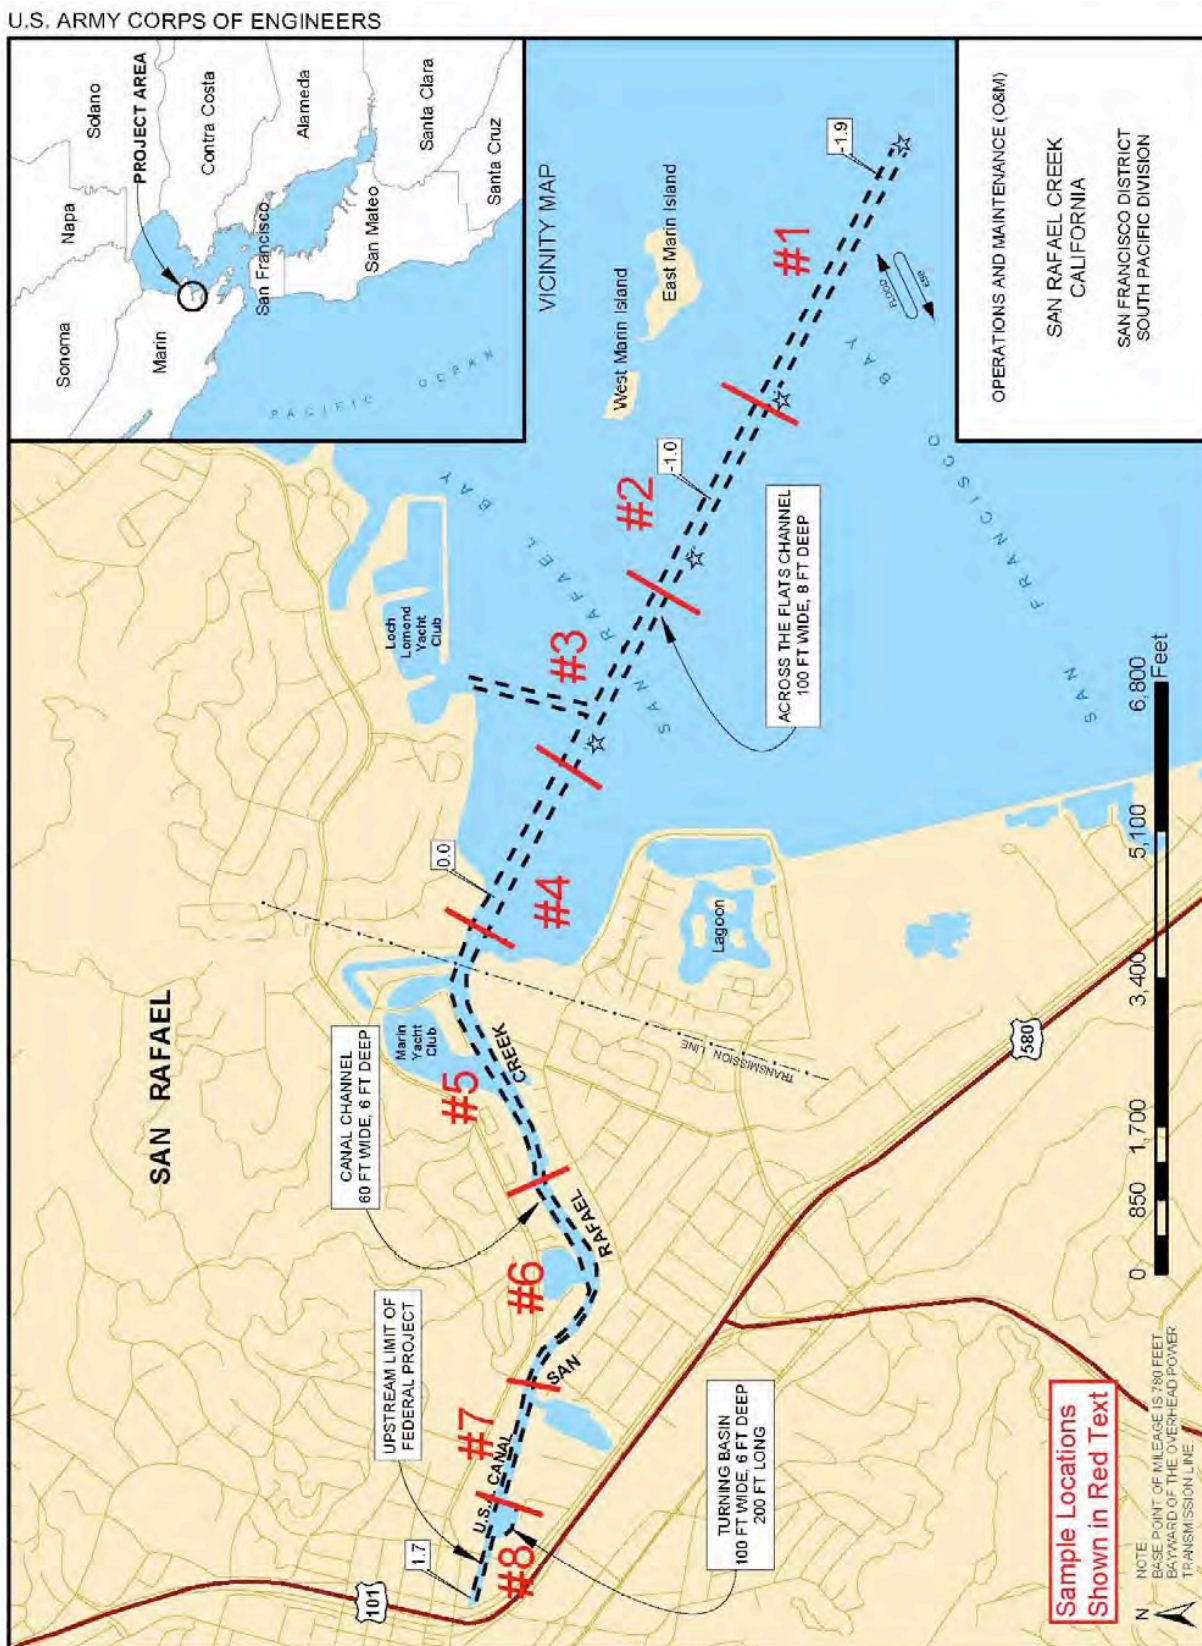 U.S. ARMY CORPS OF ENGINEERS
Sonoma
Napa
Solano
PROJECT AREA
Marin
Contra Costa
Alameda
San Francisco
San Mateo
Santa Clara
Santa Cruz
PACIFIC OCEAN
VICINITY MAP
OPERATIONS AND MAINTENANCE (O&M)
SAN RAFAEL CREEK
CALIFORNIA
SAN FRANCISCO DISTRICT
SOUTH PACIFIC DIVISION
SAN RAFAEL
West Marin Island
East Marin Island
SAN RAFAEL BAY
SAN FRANCISCO BAY
FLOOD
EBB
-1.9
-1.0
0.0
1.7
#1
#2
#3
#4
#5
#6
#7
#8
ACROSS THE FLATS CHANNEL
100 FT WIDE, 8 FT DEEP
Loch
Lomond
Yacht
Club
Marin
Yacht
Club
Lagoon
TRANSMISSION LINE
CANAL CHANNEL
60 FT WIDE, 6 FT DEEP
SAN RAFAEL CREEK
UPSTREAM LIMIT OF
FEDERAL PROJECT
U.S. CANAL
TURNING BASIN
100 FT WIDE, 6 FT DEEP
200 FT LONG
101
580
0 850 1,700 3,400 5,100 6,800
Feet
Sample Locations
Shown in Red Text
N
NOTE:
BASE POINT OF MILEAGE IS 780 FEET
BAYWARD OF THE OVERHEAD POWER
TRANSMISSION LINE.